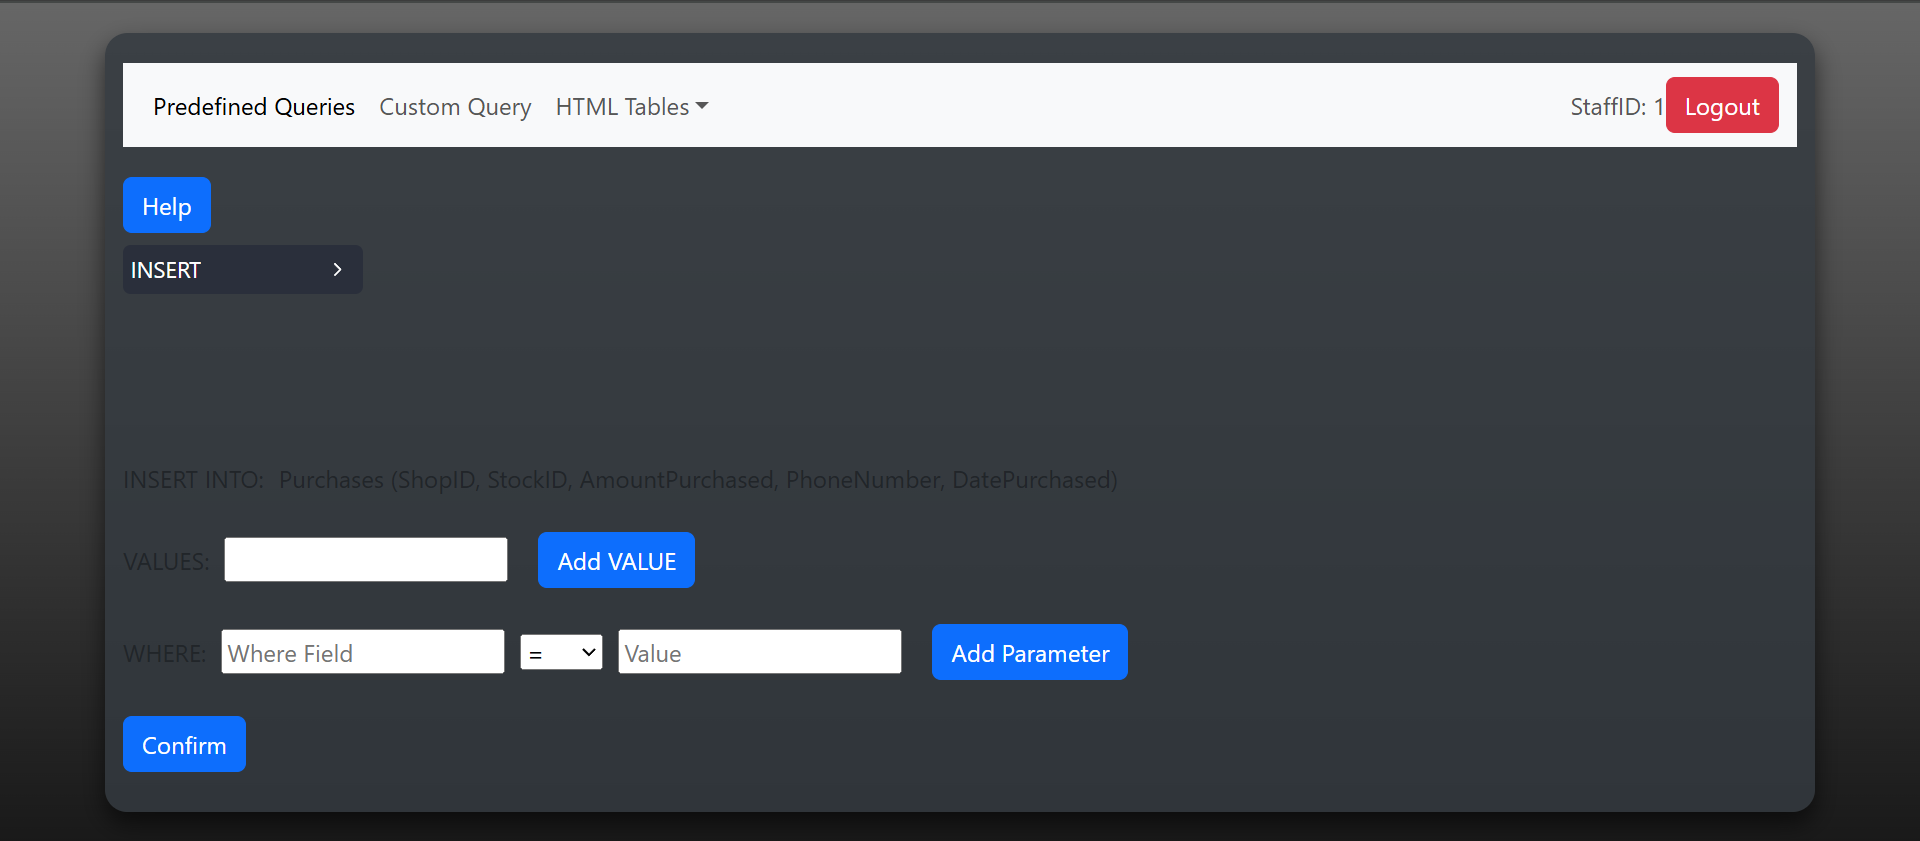 Predefined Queries Custom Query HTML Tables StaffID: 1 Logout
Help
INSERT
INSERT INTO: Purchases (ShopID, StockID, AmountPurchased, PhoneNumber, DatePurchased)
VALUES: Add VALUE
WHERE: Where Field = Value Add Parameter
Confirm